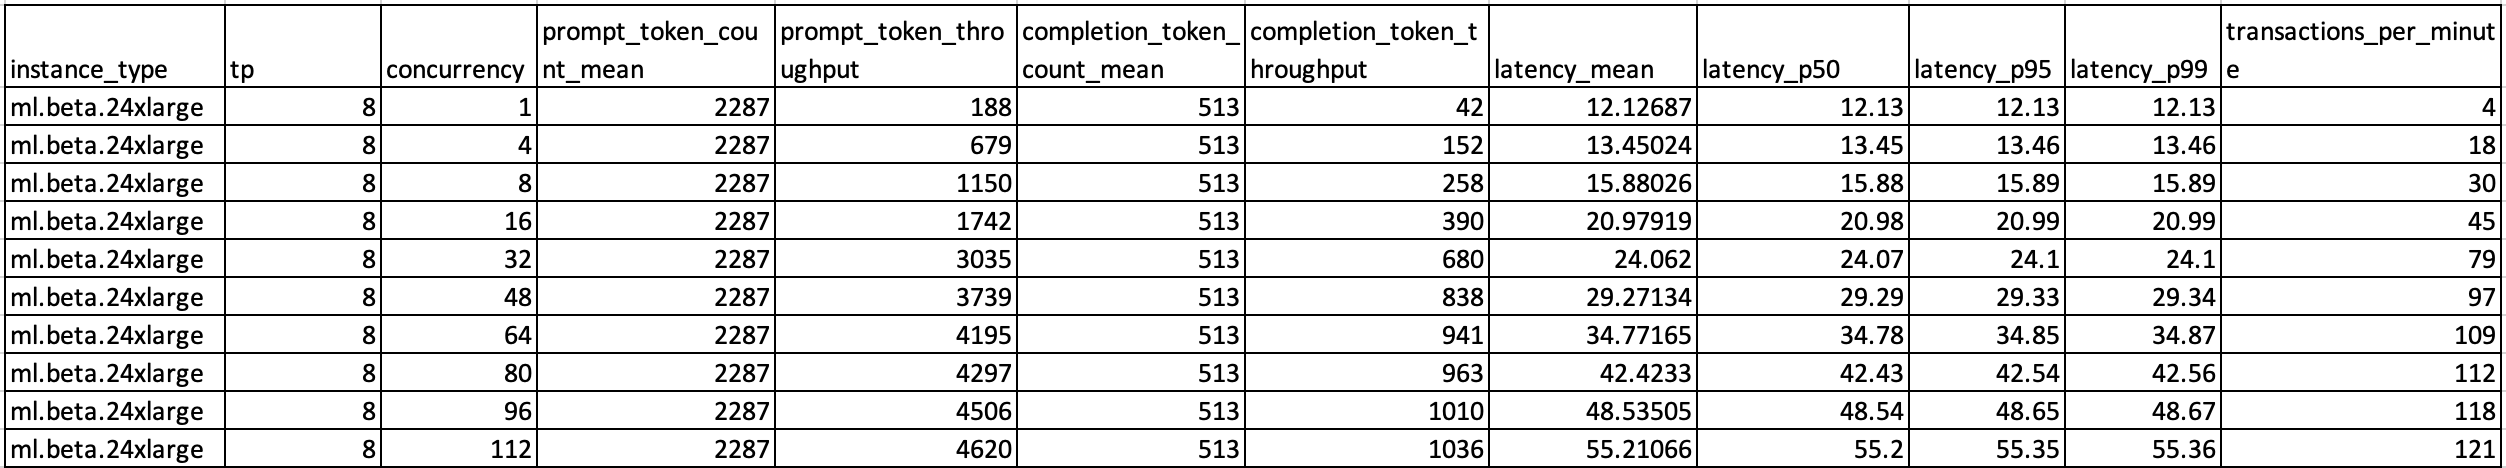 instance_type tp concurrency prompt_token_cou nt_mean prompt_token_thro ughput completion_token_ count_mean completion_token_t hroughput latency_mean latency_p50 latency_p95 latency_p99 transactions_per_minut e
ml.beta.24xlarge 8 1 2287 188 513 42 12.12687 12.13 12.13 12.13 4
ml.beta.24xlarge 8 4 2287 679 513 152 13.45024 13.45 13.46 13.46 18
ml.beta.24xlarge 8 8 2287 1150 513 258 15.88026 15.88 15.89 15.89 30
ml.beta.24xlarge 8 16 2287 1742 513 390 20.97919 20.98 20.99 20.99 45
ml.beta.24xlarge 8 32 2287 3035 513 680 24.062 24.07 24.1 24.1 79
ml.beta.24xlarge 8 48 2287 3739 513 838 29.27134 29.29 29.33 29.34 97
ml.beta.24xlarge 8 64 2287 4195 513 941 34.77165 34.78 34.85 34.87 109
ml.beta.24xlarge 8 80 2287 4297 513 963 42.4233 42.43 42.54 42.56 112
ml.beta.24xlarge 8 96 2287 4506 513 1010 48.53505 48.54 48.65 48.67 118
ml.beta.24xlarge 8 112 2287 4620 513 1036 55.21066 55.2 55.35 55.36 121